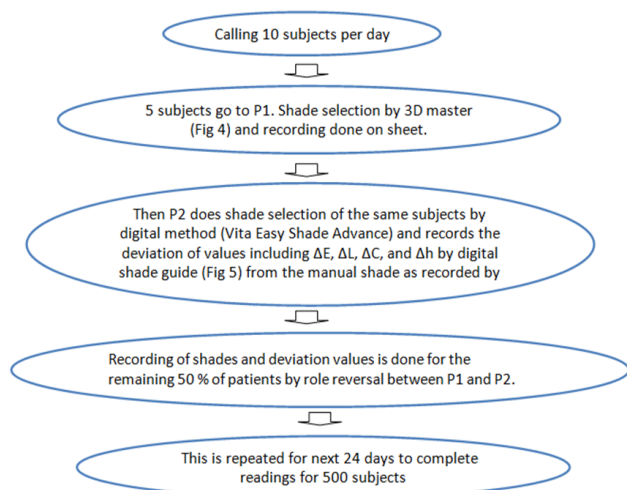 Calling 10 subjects per day
5 subjects go to P1. Shade selection by 3D master
(Fig 4) and recording done on sheet.
Then P2 does shade selection of the same subjects by
digital method (Vita Easy Shade Advance) and records the
deviation of values including ΔE, ΔL, ΔC, and Δh by digital
shade guide (Fig 5) from the manual shade as recorded by
Recording of shades and deviation values is done for the
remaining 50 % of patients by role reversal between P1 and P2.
This is repeated for next 24 days to complete
readings for 500 subjects